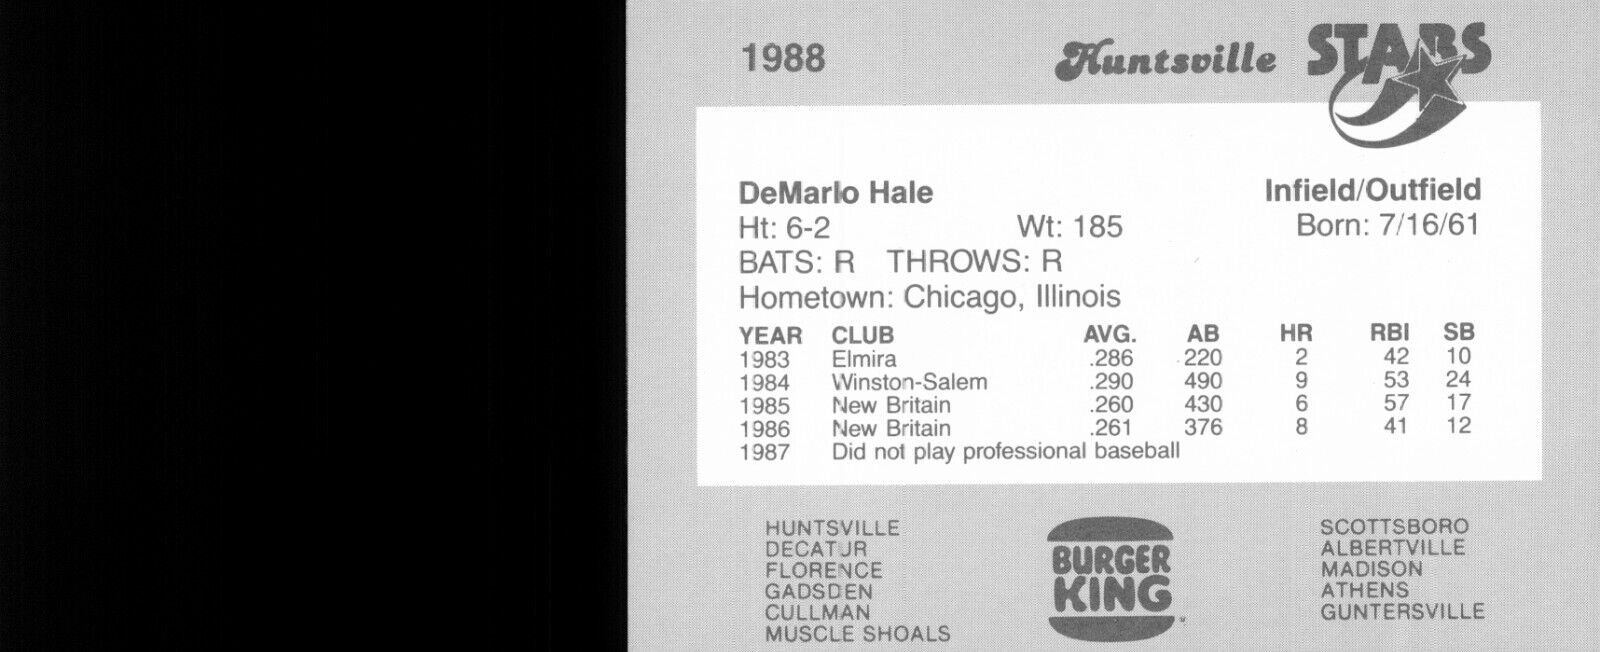 1988 Huntsville STARS
DeMarlo Hale Infield/Outfield
Ht: 6-2 Wt: 185 Born: 7/16/61
BATS: R THROWS: R
Hometown: Chicago, Illinois
YEAR CLUB AVG. AB HR RBI SB
1983 Elmira .286 220 2 42 10
1984 Winston-Salem .290 490 9 53 24
1985 New Britain .260 430 6 57 17
1986 New Britain .261 376 8 41 12
1987 Did not play professional baseball
HUNTSVILLE
DECATUR
FLORENCE
GADSDEN
CULLMAN
MUSCLE SHOALS
BURGER
KING
SCOTTSBORO
ALBERTVILLE
MADISON
ATHENS
GUNTERSVILLE